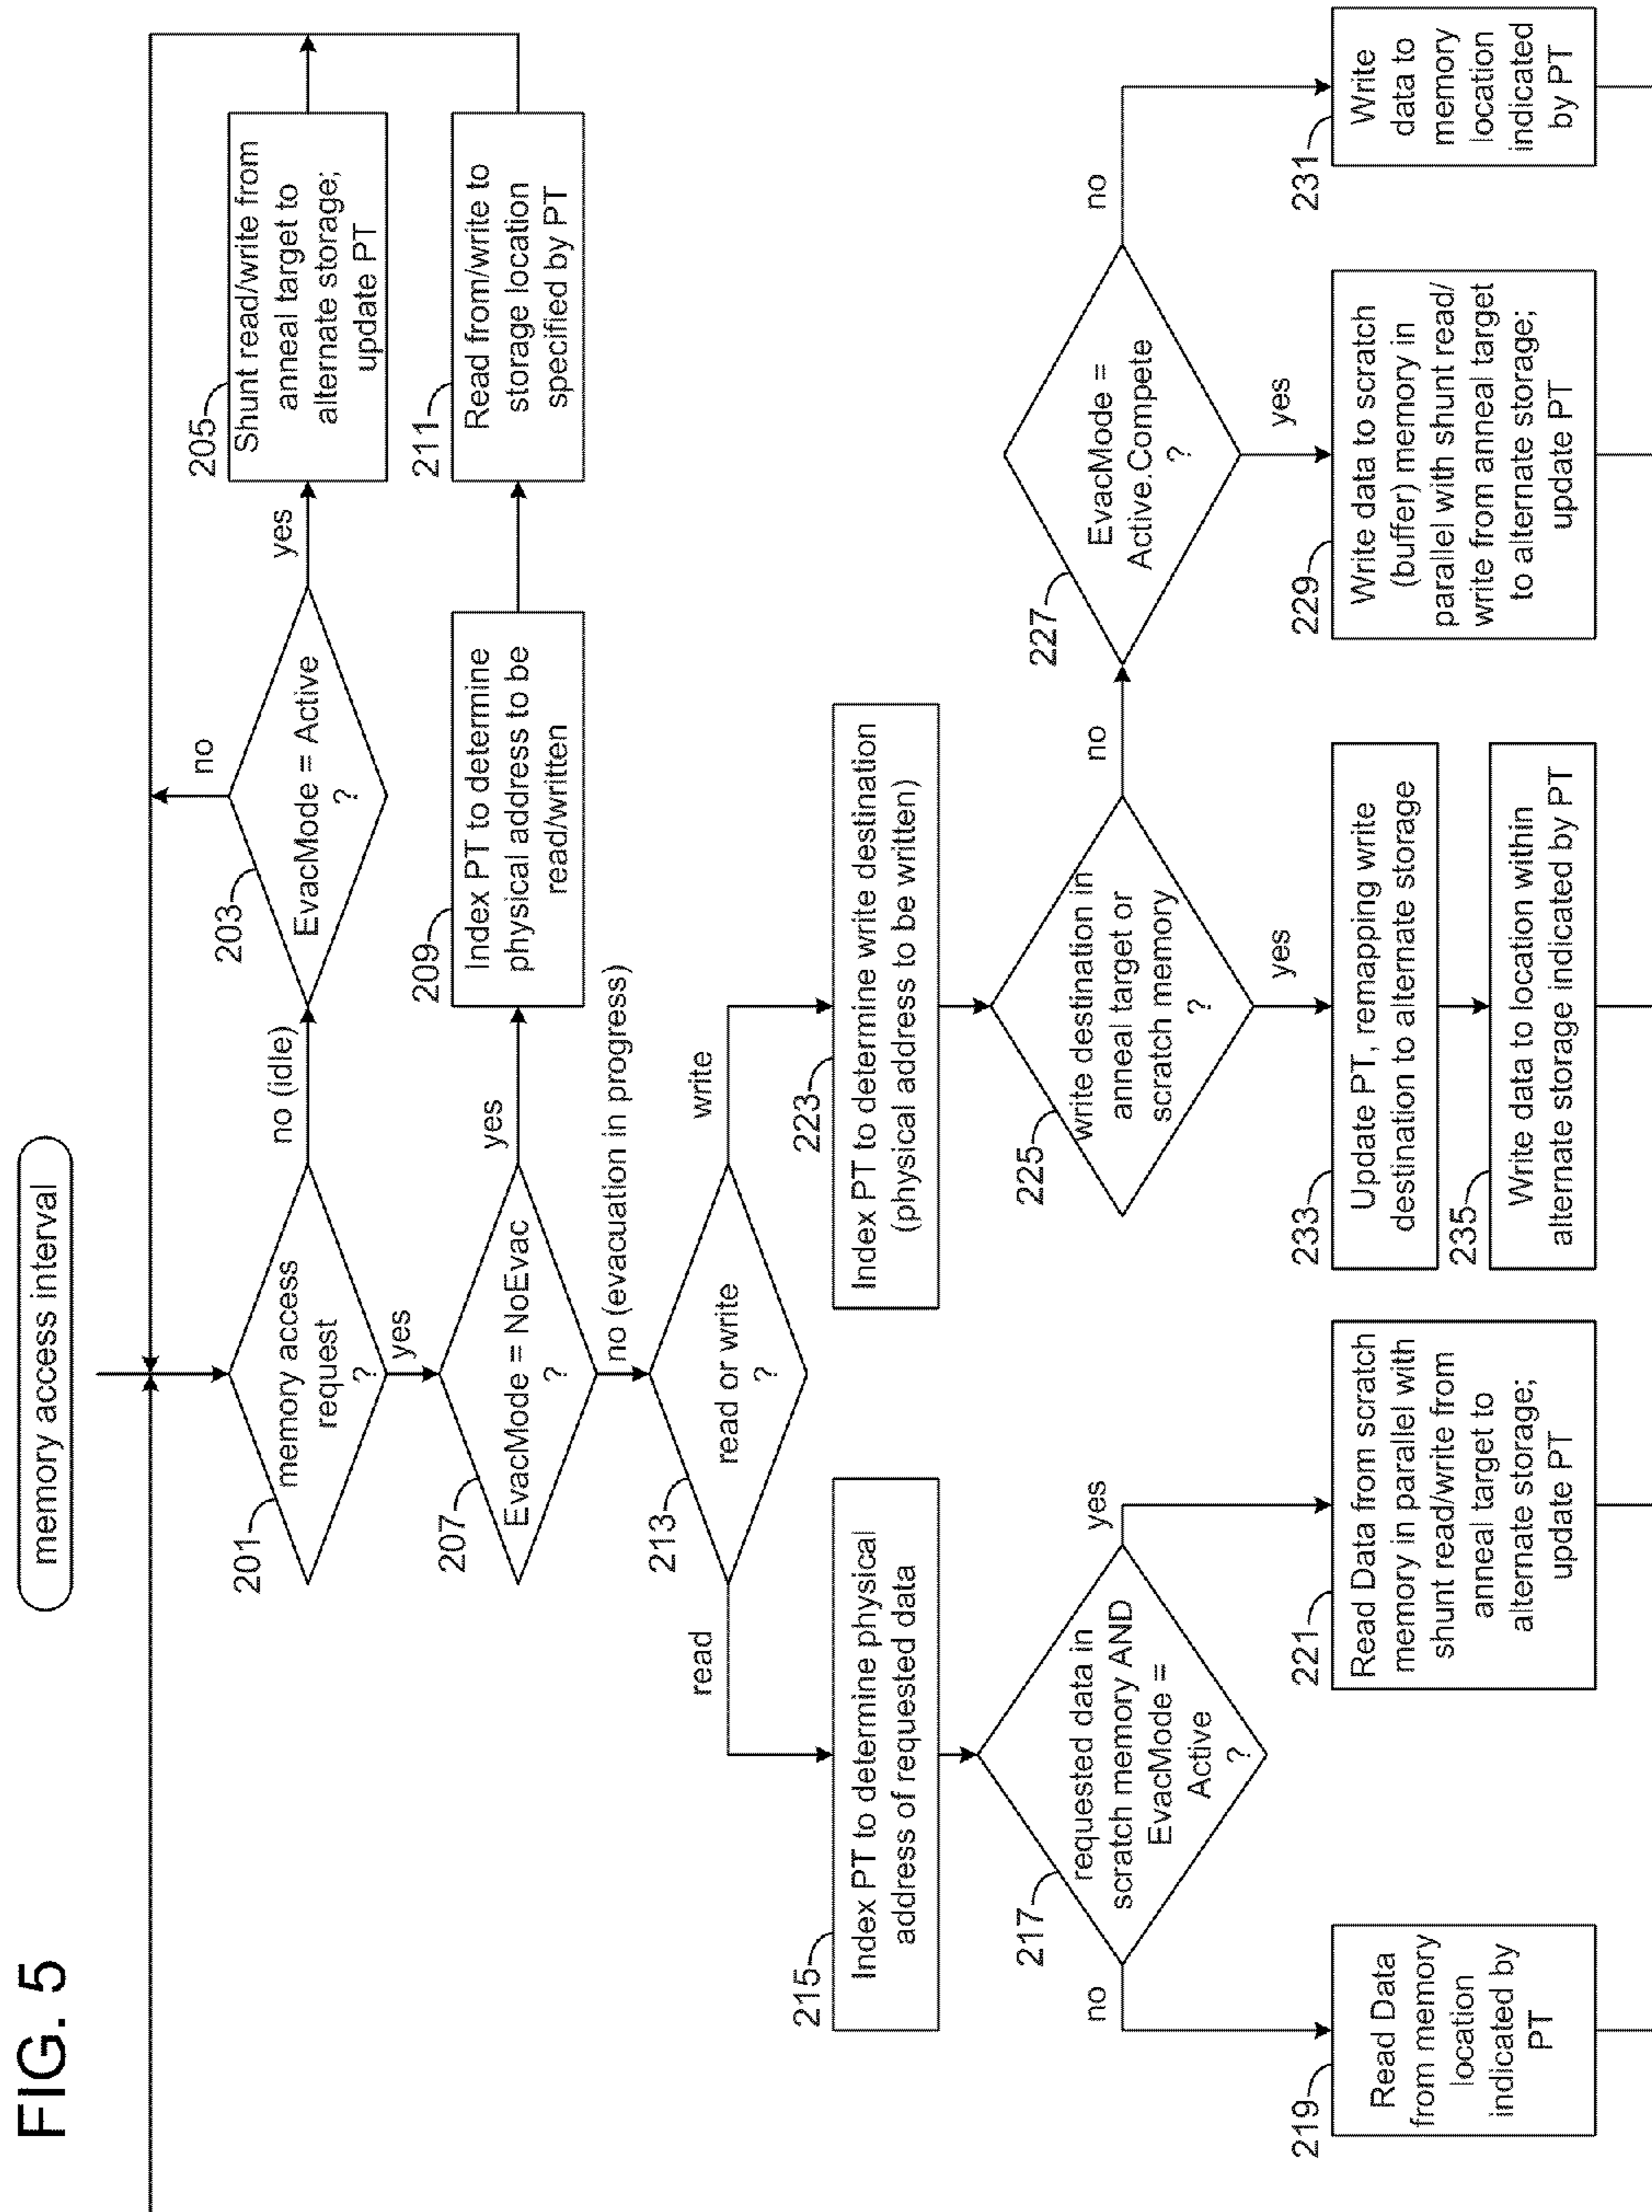 FIG. 5
memory access interval
201
memory access
request
?
no (idle)
yes
203
EvacMode = Active
?
no
yes
205
Shunt read/write from
anneal target to
alternate storage;
update PT
207
EvacMode = NoEvac
?
yes
no (evacuation in progress)
209
Index PT to determine
physical address to be
read/written
211
Read from/write to
storage location
specified by PT
213
read or write
?
read
write
215
Index PT to determine physical
address of requested data
217
requested data in
scratch memory AND
EvacMode =
Active
?
no
yes
219
Read Data
from memory
location
indicated by
PT
221
Read Data from scratch
memory in parallel with
shunt read/write from
anneal target to
alternate storage;
update PT
223
Index PT to determine write destination
(physical address to be written)
225
write destination in
anneal target or
scratch memory
?
no
yes
233
Update PT, remapping write
destination to alternate storage
235
Write data to location within
alternate storage indicated by PT
227
EvacMode =
Active.Compete
?
no
yes
229
Write data to scratch
(buffer) memory in
parallel with shunt read/
write from anneal target
to alternate storage;
update PT
231
Write
data to
memory
location
indicated
by PT